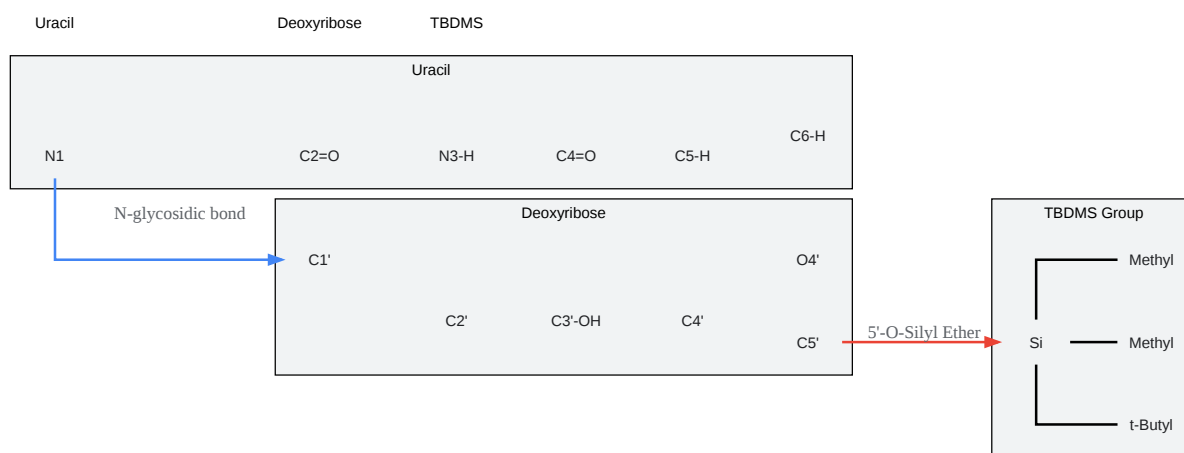 Uracil Deoxyribose TBDMS
Uracil
C6-H
N1 C2=O N3-H C4=O C5-H
N-glycosidic bond Deoxyribose TBDMS Group
C1' O4' Methyl
C2' C3'-OH C4'
5'-O-Silyl Ether
C5' Si Methyl
t-Butyl